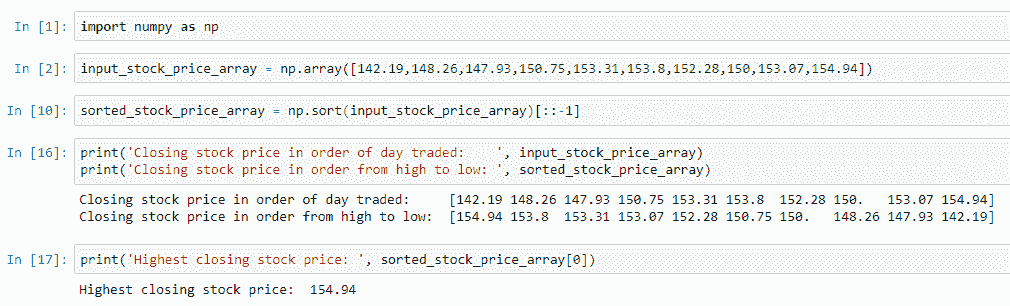 In [1]: import numpy as np
In [2]: input_stock_price_array = np.array([142.19,148.26,147.93,150.75,153.31,153.8,152.28,150,153.07,154.94])
In [10]: sorted_stock_price_array = np.sort(input_stock_price_array)[::-1]
In [16]: print('Closing stock price in order of day traded:    ', input_stock_price_array)
print('Closing stock price in order from high to low: ', sorted_stock_price_array)
Closing stock price in order of day traded:     [142.19 148.26 147.93 150.75 153.31 153.8  152.28 150.   153.07 154.94]
Closing stock price in order from high to low:  [154.94 153.8  153.31 153.07 152.28 150.75 150.   148.26 147.93 142.19]
In [17]: print('Highest closing stock price: ', sorted_stock_price_array[0])
Highest closing stock price:  154.94